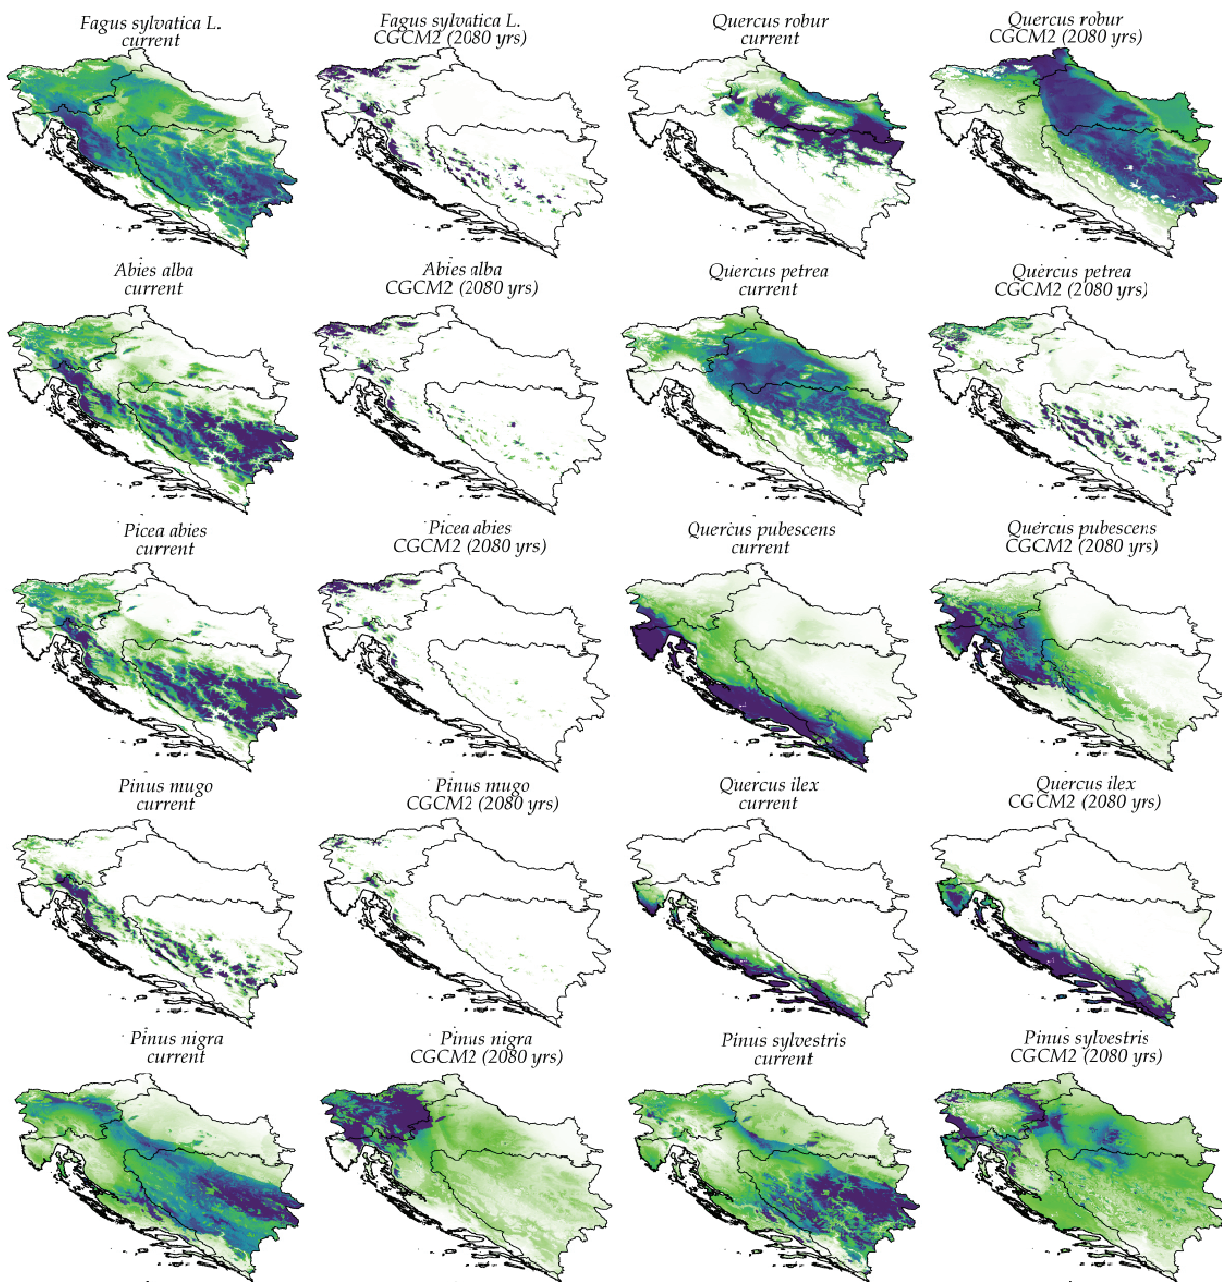 Fagus sylvatica L.
current
Fagus sylvatica L.
CGCM2 (2080 yrs)
Quercus robur
current
Quercus robur
CGCM2 (2080 yrs)
Abies alba
current
Abies alba
CGCM2 (2080 yrs)
Quercus petrea
current
Quercus petrea
CGCM2 (2080 yrs)
Picea abies
current
Picea abies
CGCM2 (2080 yrs)
Quercus pubescens
current
Quercus pubescens
CGCM2 (2080 yrs)
Pinus mugo
current
Pinus mugo
CGCM2 (2080 yrs)
Quercus ilex
current
Quercus ilex
CGCM2 (2080 yrs)
Pinus nigra
current
Pinus nigra
CGCM2 (2080 yrs)
Pinus sylvestris
current
Pinus sylvestris
CGCM2 (2080 yrs)